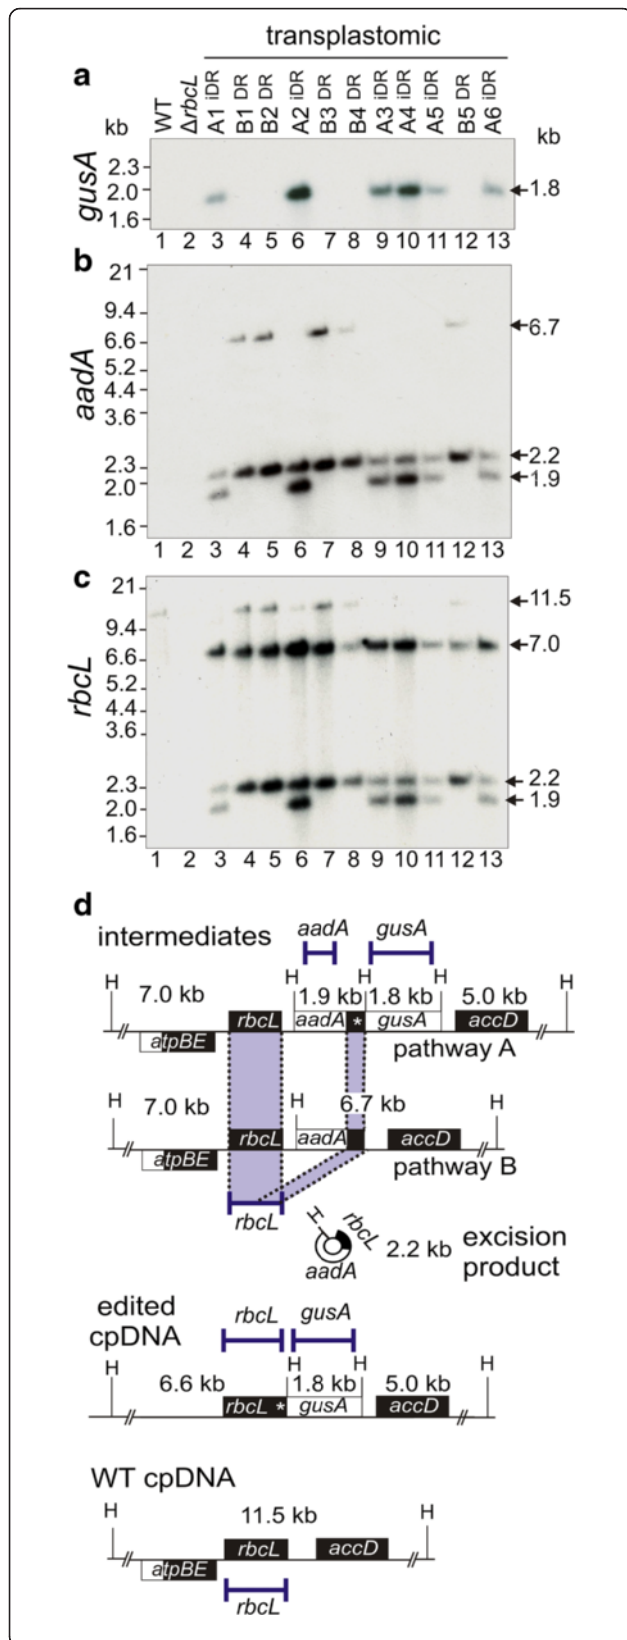 transplastomic
a
kb
WT
ΔrbcL
A1 iDR
B1 DR
B2 DR
A2 iDR
B3 DR
B4 DR
A3 iDR
A4 iDR
A5 iDR
B5 DR
A6 iDR
kb
gusA
2.3
2.0
1.6
1.8
1 2 3 4 5 6 7 8 9 10 11 12 13
b
aadA
21
9.4
6.6
5.2
4.4
3.6
2.3
2.0
1.6
6.7
2.2
1.9
1 2 3 4 5 6 7 8 9 10 11 12 13
c
rbcL
21
9.4
6.6
5.2
4.4
3.6
2.3
2.0
1.6
11.5
7.0
2.2
1.9
1 2 3 4 5 6 7 8 9 10 11 12 13
d
intermediates
aadA gusA
H H H H H
7.0 kb 1.9 kb 1.8 kb 5.0 kb
rbcL aadA * gusA accD
atpBE
pathway A
H H H
7.0 kb 6.7 kb
rbcL aadA accD
atpBE
pathway B
rbcL
H rbcL
aadA
2.2 kb
excision
product
edited
cpDNA
rbcL gusA
H H H H
6.6 kb 1.8 kb 5.0 kb
rbcL * gusA accD
WT cpDNA
H H
11.5 kb
rbcL accD
atpBE
rbcL